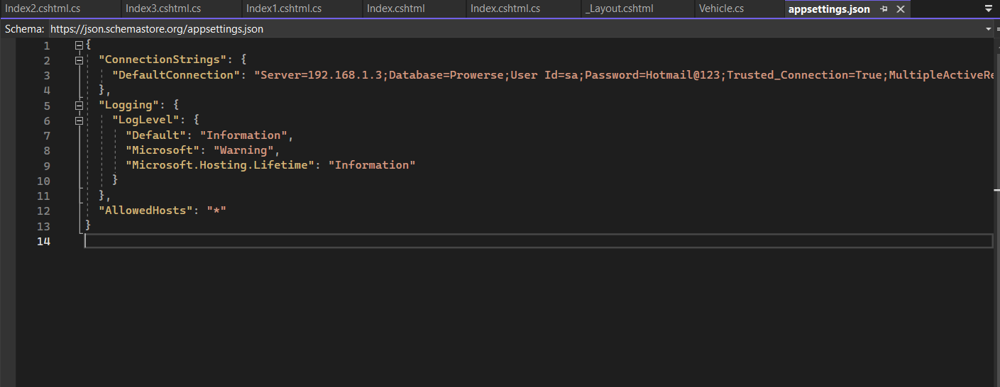 Index2.cshtml.cs Index3.cshtml.cs Index1.cshtml.cs Index.cshtml Index.cshtml.cs _Layout.cshtml Vehicle.cs appsettings.json
Schema: https://json.schemastore.org/appsettings.json
1 {
2 "ConnectionStrings": {
3 "DefaultConnection": "Server=192.168.1.3;Database=Prowerse;User Id=sa;Password=Hotmail@123;Trusted_Connection=True;MultipleActiveRe
4 },
5 "Logging": {
6 "LogLevel": {
7 "Default": "Information",
8 "Microsoft": "Warning",
9 "Microsoft.Hosting.Lifetime": "Information"
10 }
11 },
12 "AllowedHosts": "*"
13 }
14